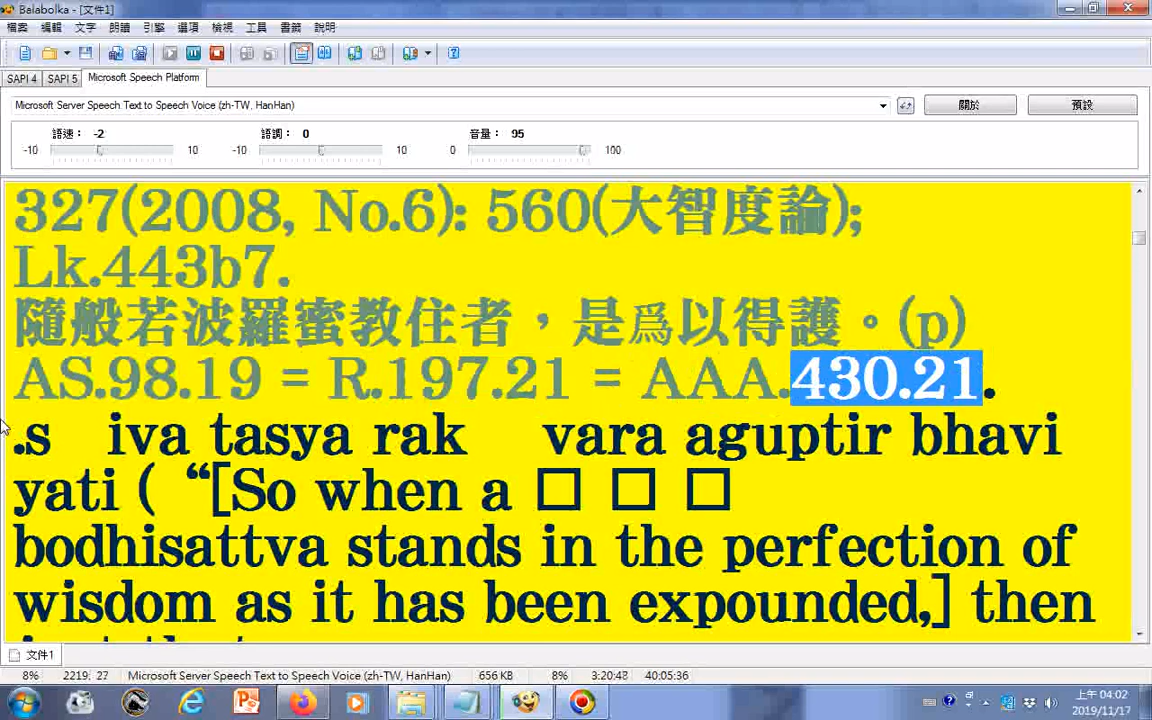 Balabolka - [文件1]
檔案 編輯 文字 朗讀 引擎 選項 檢視 工具 書籤 說明
SAPI 4 SAPI 5 Microsoft Speech Platform
Microsoft Server Speech Text to Speech Voice (zh-TW, HanHan) 關於 預設
語速： -2 語調： 0 音量： 95
-10 10 -10 10 0 100
327(2008, No.6): 560(大智度論);
Lk.443b7.
隨般若波羅蜜教住者，是爲以得護。(p)
AS.98.19 = R.197.21 = AAA.430.21.
.s iva tasya rak vara aguptir bhavi
yati ( “[So when a □ □ □
bodhisattva stands in the perfection of
wisdom as it has been expounded,] then
文件1
8% 2219. 27 Microsoft Server Speech Text to Speech Voice (zh-TW, HanHan) 656 KB 8% 3:20:48 40:05:36
上午 04:02
2019/11/17